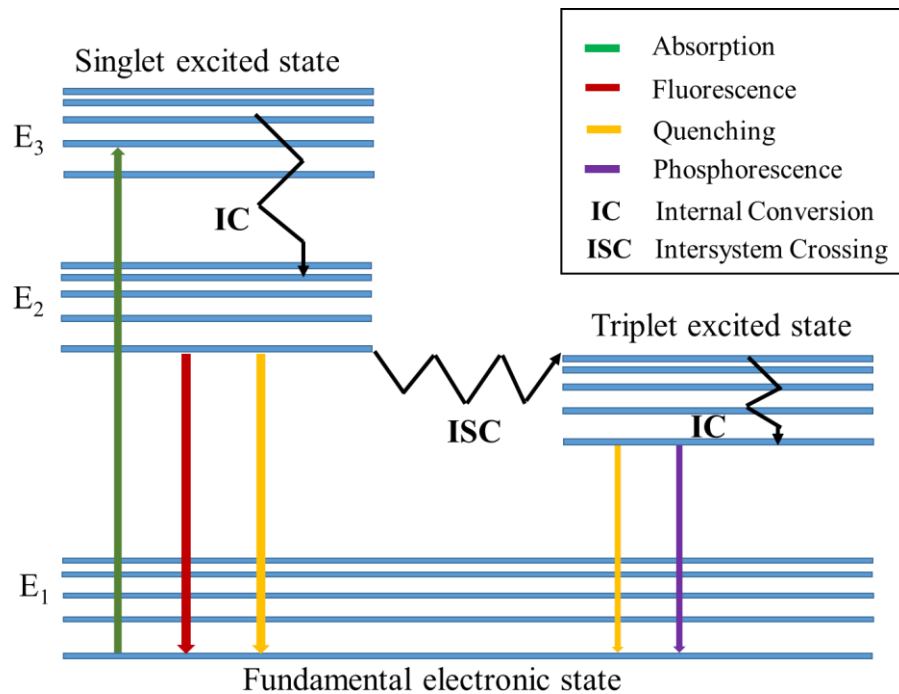 Singlet excited state
E3
IC
E2
ISC
Triplet excited state
IC
E1
Fundamental electronic state
Absorption
Fluorescence
Quenching
Phosphorescence
IC Internal Conversion
ISC Intersystem Crossing